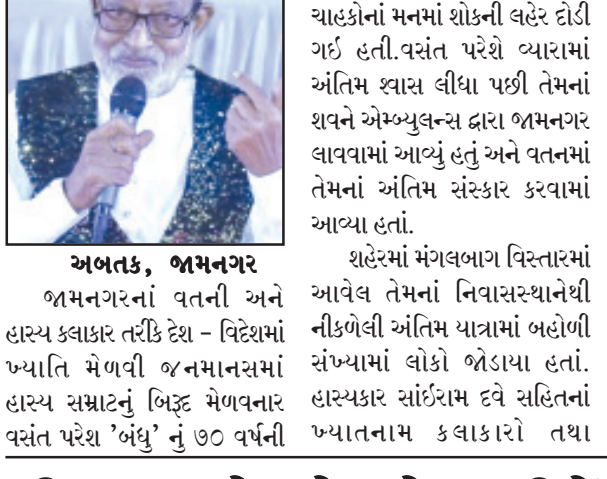 અબતક, જામનગર
જામનગરનાં વતની અને
હાસ્ય કલાકાર તરીકે દેશ – વિદેશમાં
ખ્યાતિ મેળવી જનમાનસમાં
હાસ્ય સમ્રાટનું બિરૂદ મેળવનાર
વસંત પરેશ 'બંધુ' નું ૭૦ વર્ષની
ચાહકોનાં મનમાં શોકની લહેર દોડી
ગઇ હતી.વસંત પરેશે વ્યારામાં
અંતિમ શ્વાસ લીધા પછી તેમનાં
શવને એમ્બ્યુલન્સ દ્વારા જામનગર
લાવવામાં આવ્યું હતું અને વતનમાં
તેમનાં અંતિમ સંસ્કાર કરવામાં
આવ્યા હતાં.
શહેરમાં મંગલબાગ વિસ્તારમાં
આવેલ તેમનાં નિવાસસ્થાનેથી
નીકળેલી અંતિમ યાત્રામાં બહોળી
સંખ્યામાં લોકો જોડાયા હતાં.
હાસ્યકાર સાંઇરામ દવે સહિતનાં
ખ્યાતનામ કલાકારો તથા